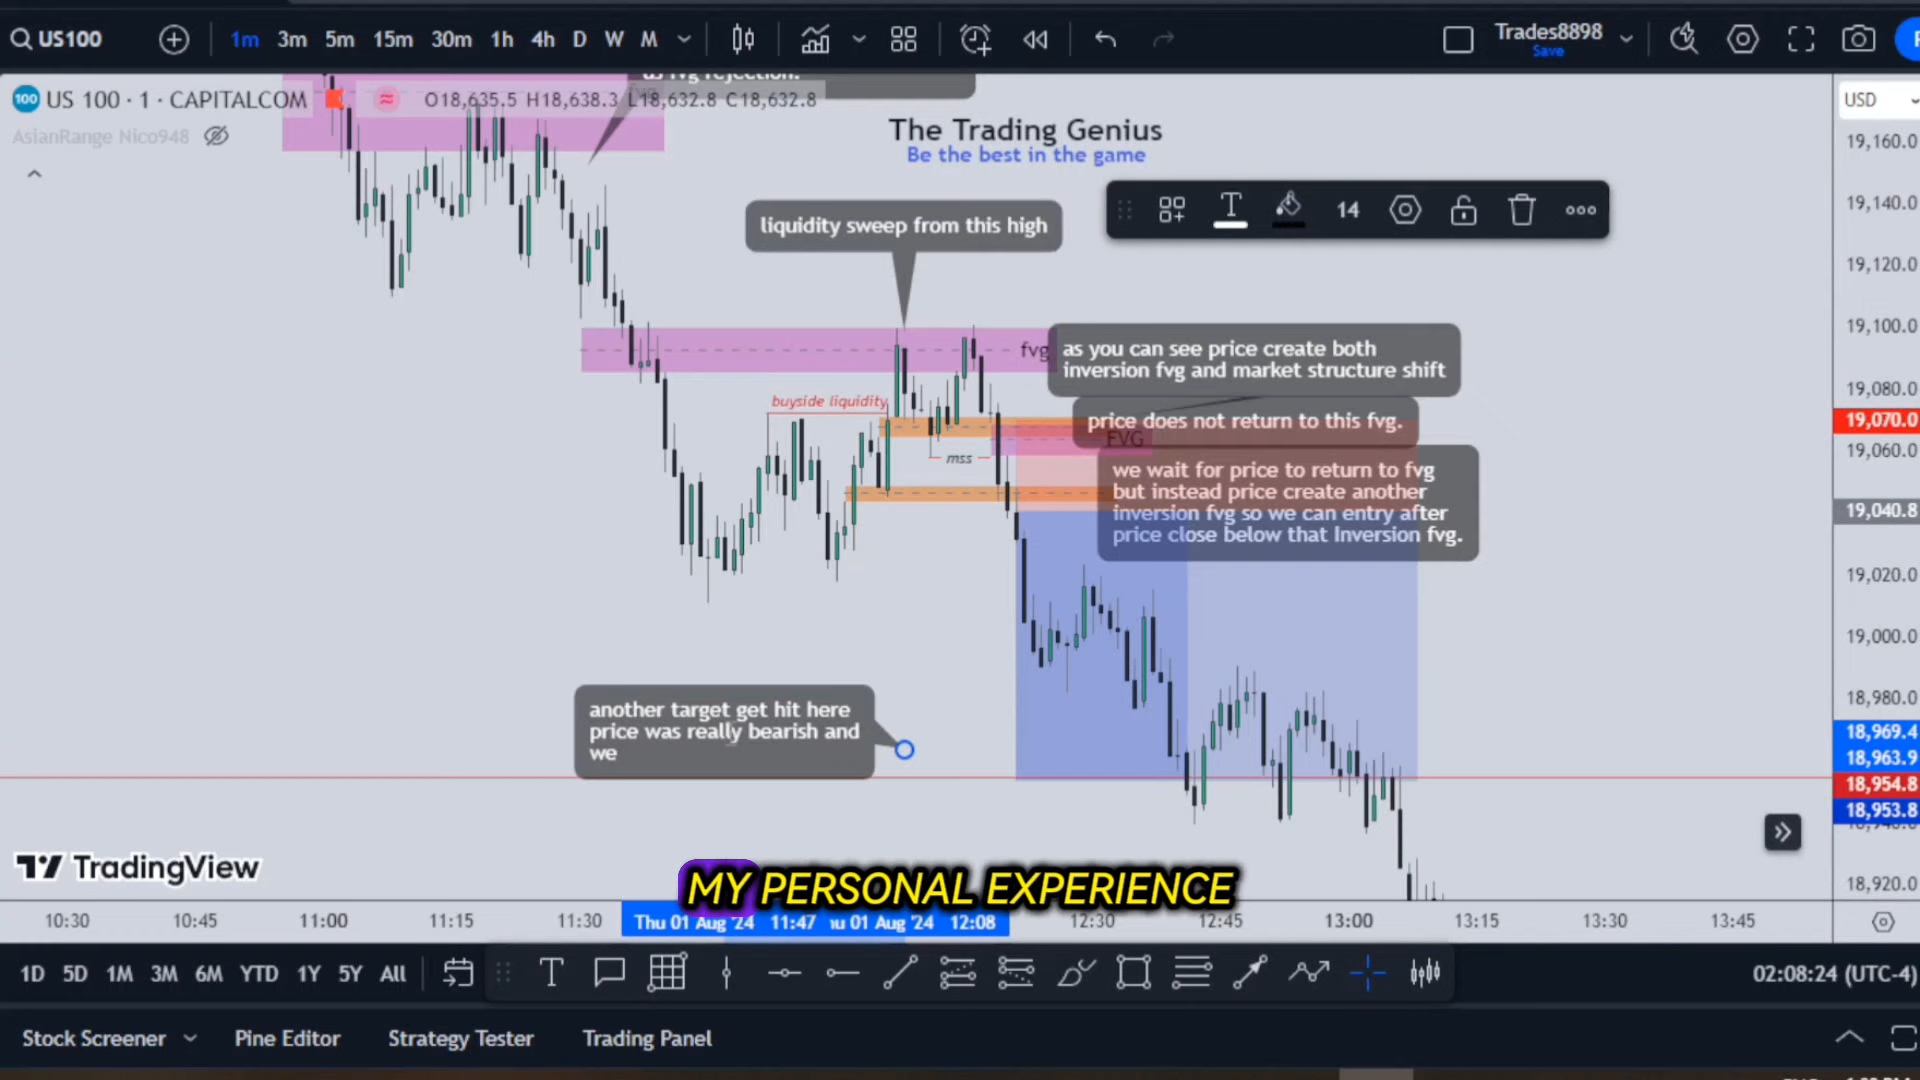 US100
1m 3m 5m 15m 30m 1h 4h D W M
Trades8898
Save
us fvg rejection.
100 US 100 · 1 · CAPITALCOM O18,635.5 H18,638.3 L18,632.8 C18,632.8
AsianRange Nico948
USD
The Trading Genius
Be the best in the game
19,160.0
19,140.0
19,120.0
19,100.0
19,080.0
19,070.0
19,060.0
19,040.8
19,020.0
19,000.0
18,980.0
18,969.4
18,963.9
18,954.8
18,953.8
18,920.0
14
liquidity sweep from this high
fvg
as you can see price create both
inversion fvg and market structure shift
buyside liquidity
price does not return to this fvg.
FVG
mss
we wait for price to return to fvg
but instead price create another
inversion fvg so we can entry after
price close below that Inversion fvg.
another target get hit here
price was really bearish and
we
TradingView
MY PERSONAL EXPERIENCE
10:30 10:45 11:00 11:15 11:30 Thu 01 Aug '24 11:47 u 01 Aug '24 12:08 12:30 12:45 13:00 13:15 13:30 13:45
1D 5D 1M 3M 6M YTD 1Y 5Y All
02:08:24 (UTC-4)
Stock Screener Pine Editor Strategy Tester Trading Panel